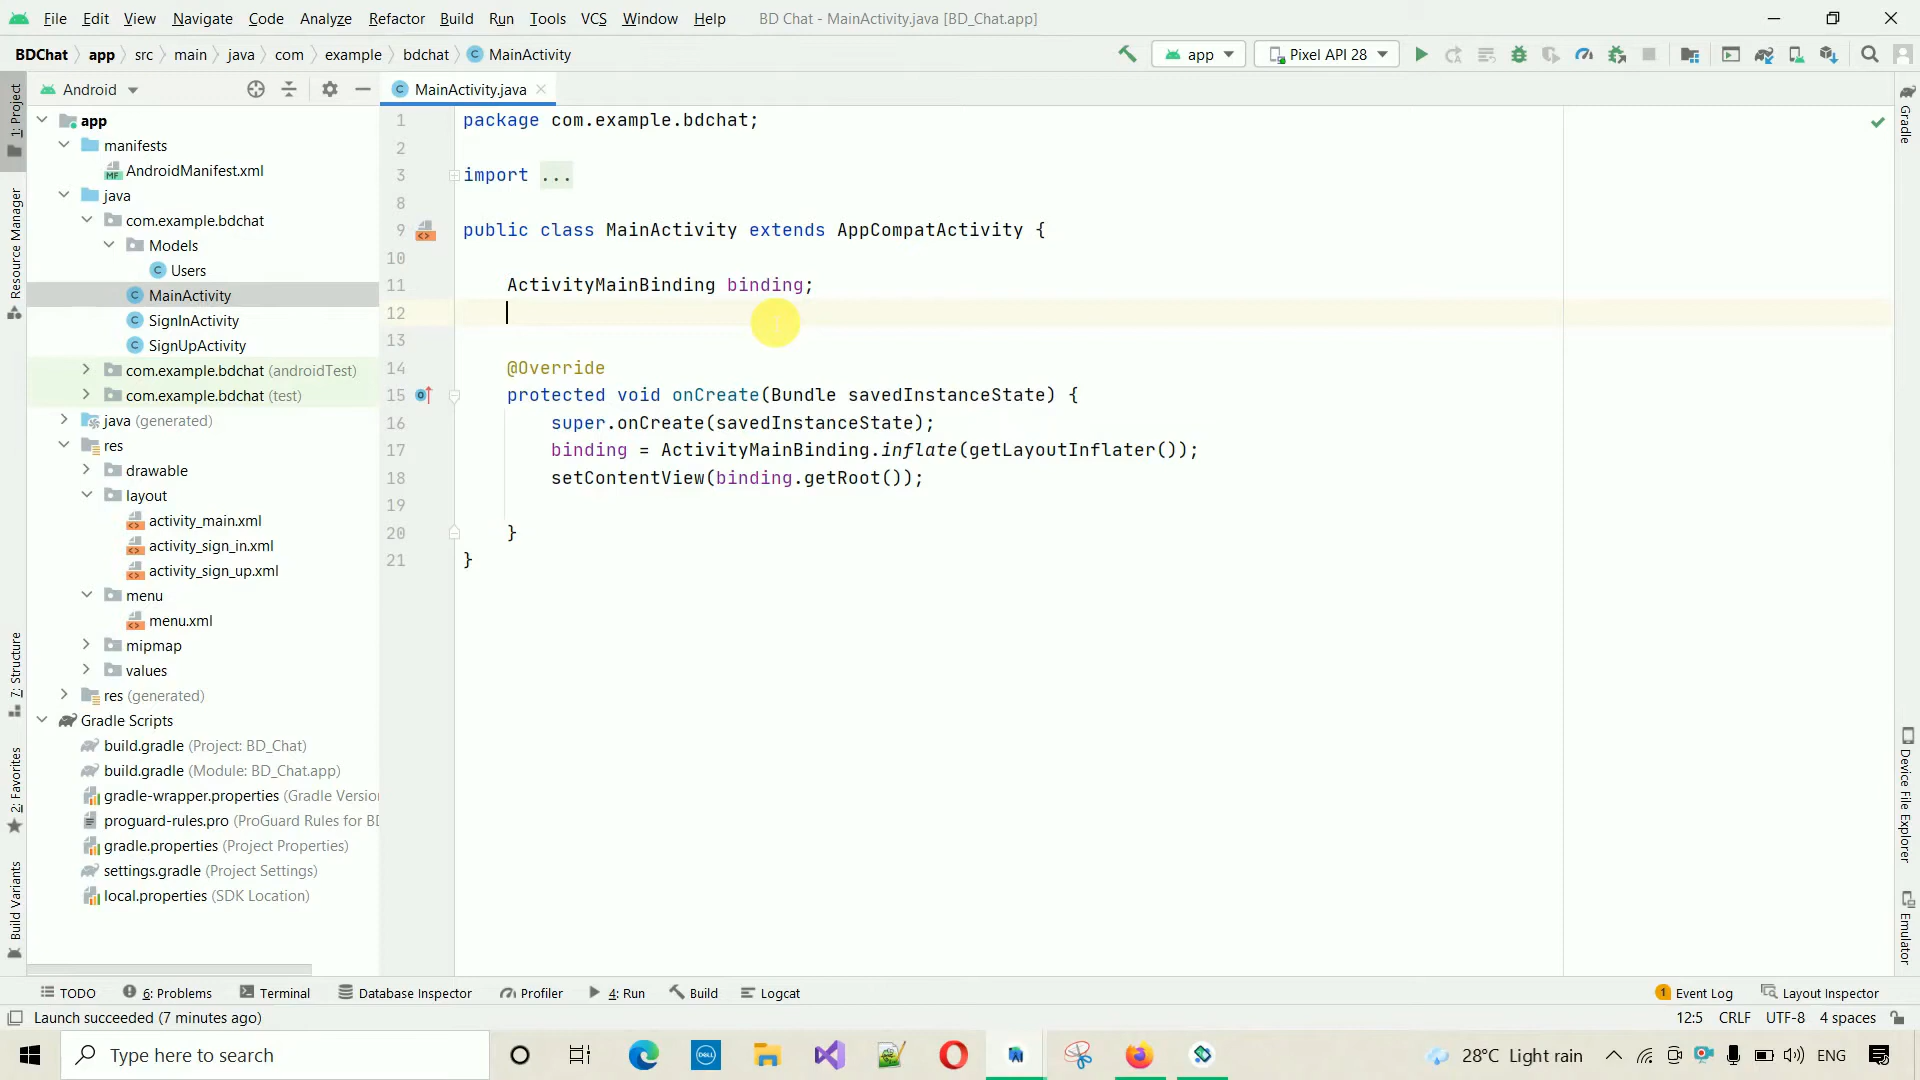 File Edit View Navigate Code Analyze Refactor Build Run Tools VCS Window Help BD Chat - MainActivity.java [BD_Chat.app]
BDChat app src main java com example bdchat MainActivity app Pixel API 28
1: Project
Resource Manager
7: Structure
2: Favorites
Build Variants
Android
app
manifests
AndroidManifest.xml
java
com.example.bdchat
Models
Users
MainActivity
SignInActivity
SignUpActivity
com.example.bdchat (androidTest)
com.example.bdchat (test)
java (generated)
res
drawable
layout
activity_main.xml
activity_sign_in.xml
activity_sign_up.xml
menu
menu.xml
mipmap
values
res (generated)
Gradle Scripts
build.gradle (Project: BD_Chat)
build.gradle (Module: BD_Chat.app)
gradle-wrapper.properties (Gradle Versio
proguard-rules.pro (ProGuard Rules for BD
gradle.properties (Project Properties)
settings.gradle (Project Settings)
local.properties (SDK Location)
MainActivity.java
1 package com.example.bdchat;
2
3 import ...
8
9 public class MainActivity extends AppCompatActivity {
10
11 ActivityMainBinding binding;
12
13
14 @Override
15 protected void onCreate(Bundle savedInstanceState) {
16 super.onCreate(savedInstanceState);
17 binding = ActivityMainBinding.inflate(getLayoutInflater());
18 setContentView(binding.getRoot());
19
20 }
21 }
Gradle
Device File Explorer
Emulator
TODO 6: Problems Terminal Database Inspector Profiler 4: Run Build Logcat 1 Event Log Layout Inspector
Launch succeeded (7 minutes ago) 12:5 CRLF UTF-8 4 spaces
Type here to search DELL 28°C Light rain ENG